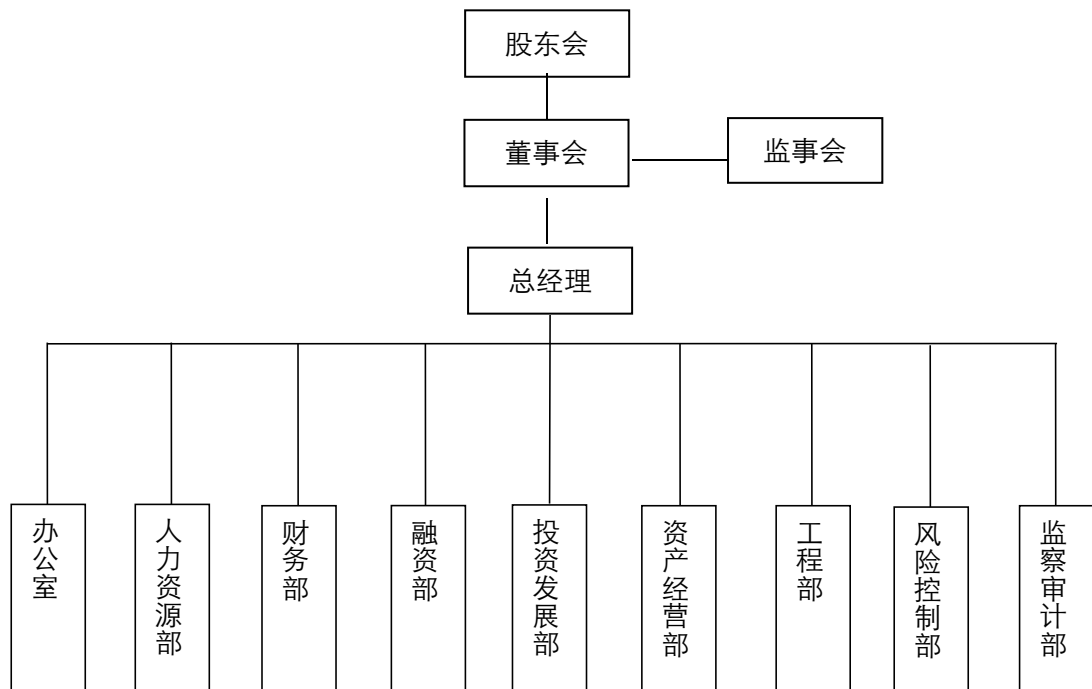 股东会
董事会
监事会
总经理
办公室
人力资源部
财务部
融资部
投资发展部
资产经营部
工程部
风险控制部
监察审计部